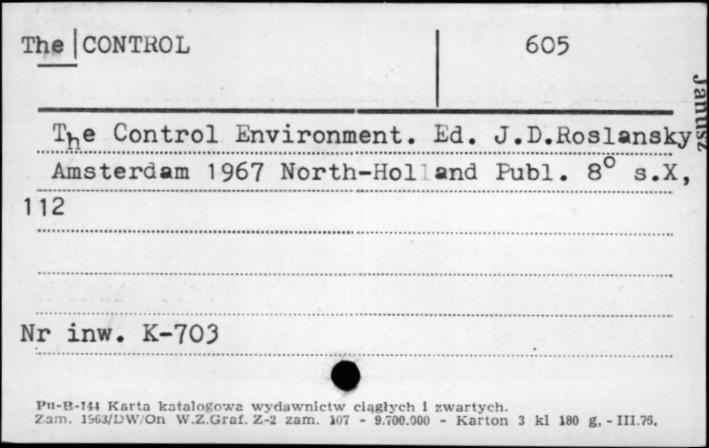 The CONTROL 605
The Control Environment. Ed. J.D.Roslansky
Amsterdam 1967 North-Holland Publ. 8° s.X,
112
Nr inw. K-703
Pu-B-144 Karta katalogowa wydawnictw ciągłych i zwartych.
Zam. 1563/DW/On W.Z.Graf. Z-2 zam. 107 - 9.700.000 - Karton 3 kl 180 g, - III.76.
Janusz